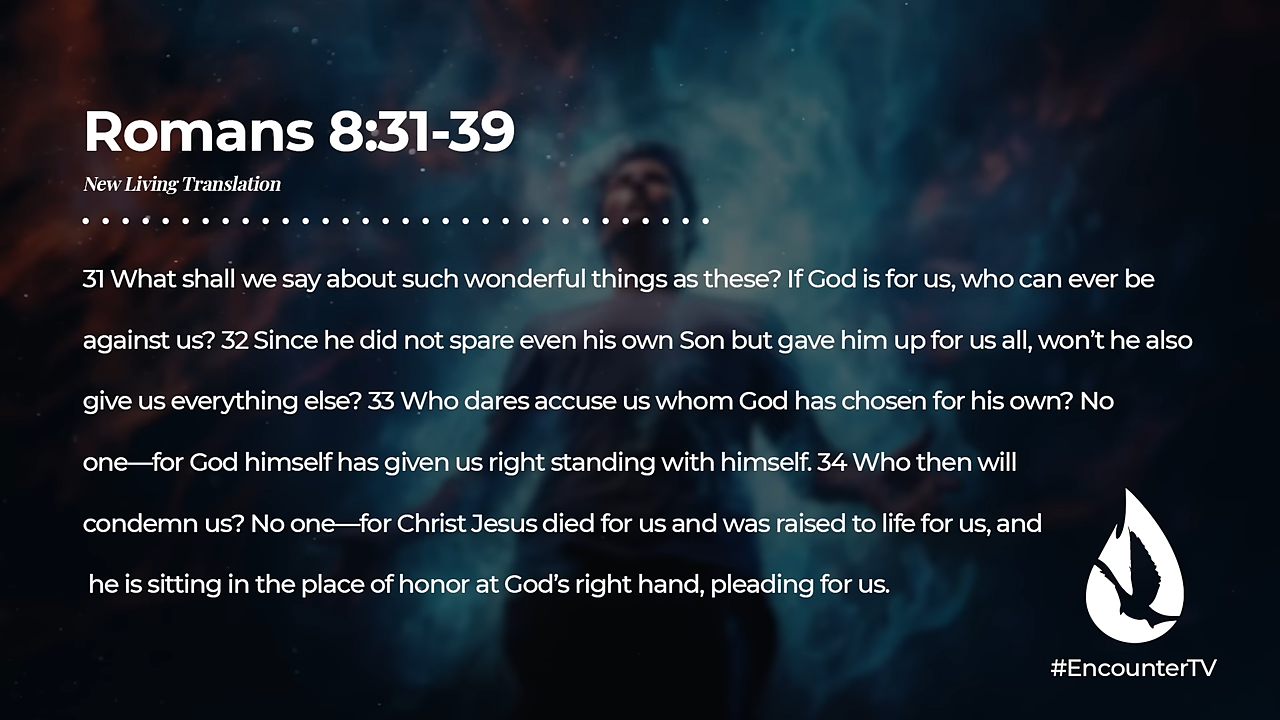 Romans 8:31-39
New Living Translation
31 What shall we say about such wonderful things as these? If God is for us, who can ever be
against us? 32 Since he did not spare even his own Son but gave him up for us all, won’t he also
give us everything else? 33 Who dares accuse us whom God has chosen for his own? No
one—for God himself has given us right standing with himself. 34 Who then will
condemn us? No one—for Christ Jesus died for us and was raised to life for us, and
he is sitting in the place of honor at God’s right hand, pleading for us.
#EncounterTV